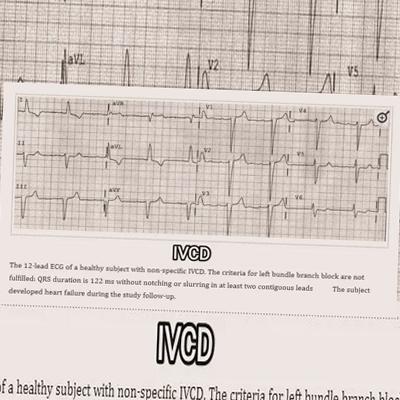 aVL
V2
V5
I
aVR
V1
V4
II
aVL
V2
V5
III
aVF
V3
V6
IVCD
The 12-lead ECG of a healthy subject with non-specific IVCD. The criteria for left bundle branch block are not
fulfilled: QRS duration is 122 ms without notching or slurring in at least two contiguous leads The subject
developed heart failure during the study follow-up.
IVCD
of a healthy subject with non-specific IVCD. The criteria for left bundle branch bloc